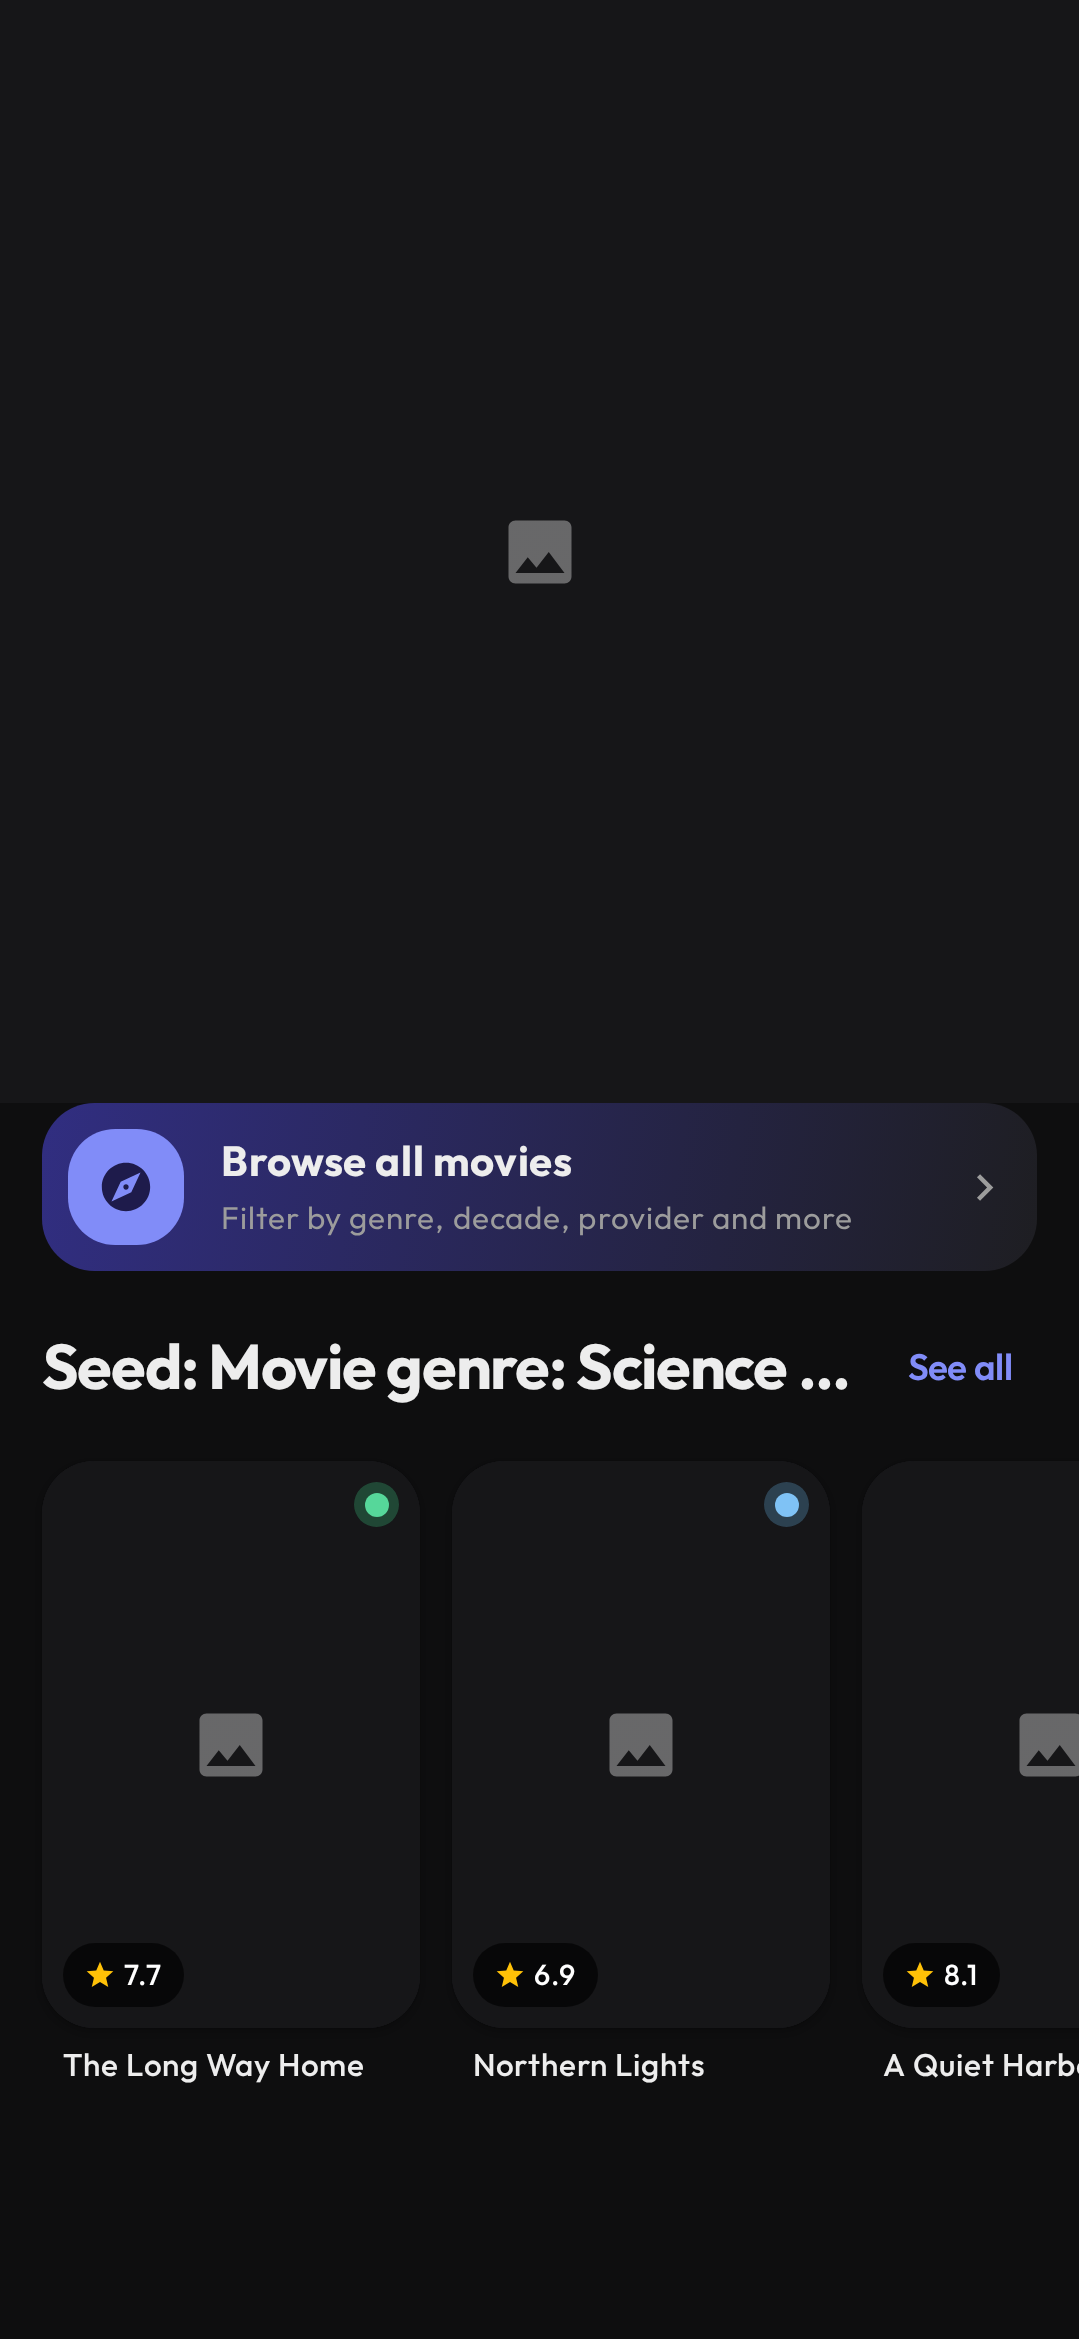 Browse all movies
Filter by genre, decade, provider and more
Seed: Movie genre: Science ...
See all
7.7
6.9
8.1
The Long Way Home
Northern Lights
A Quiet